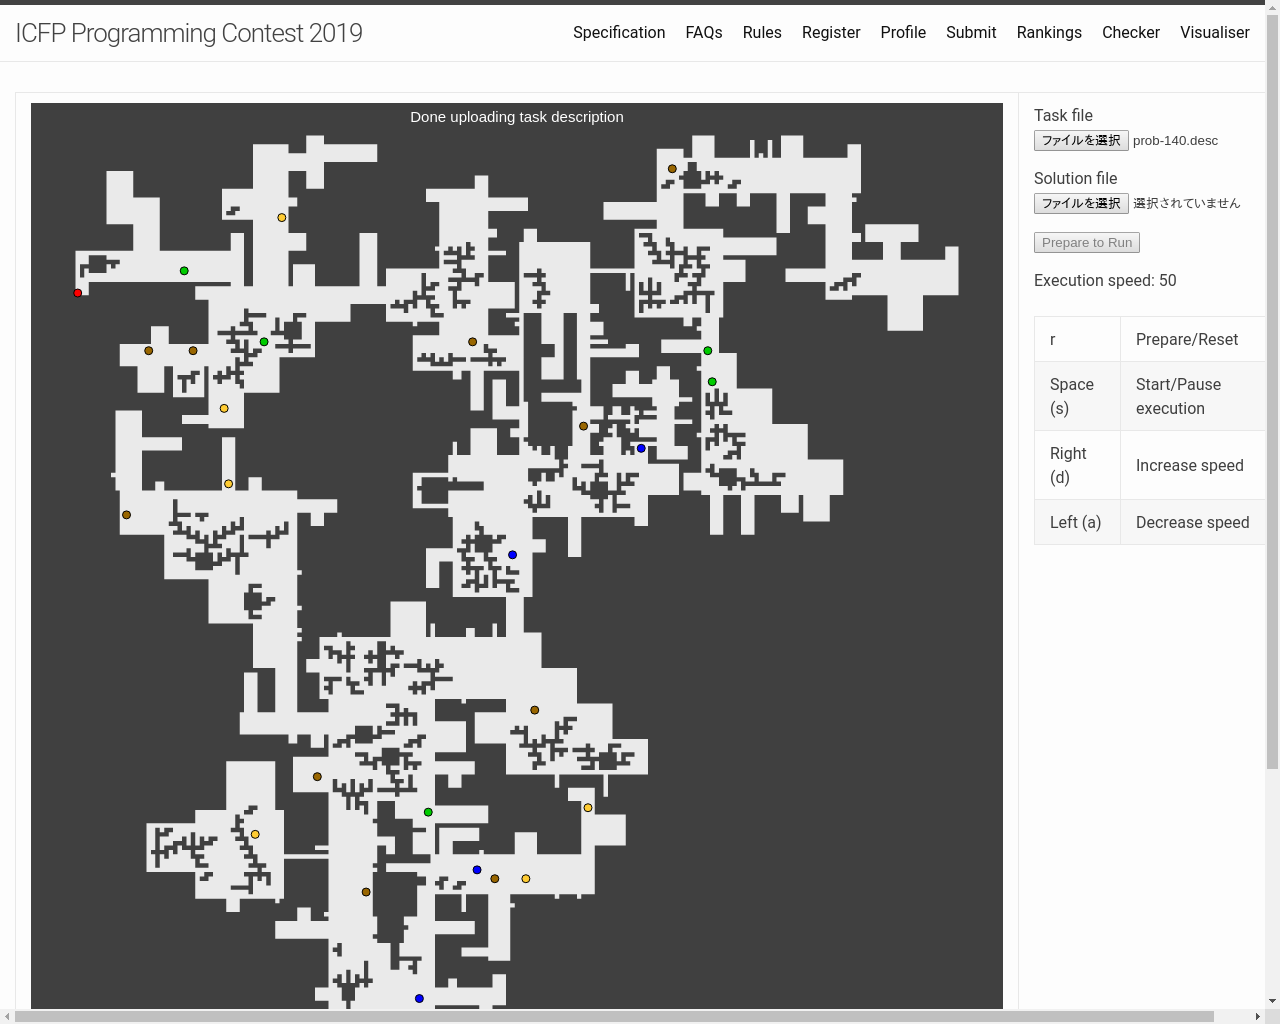 ICFP Programming Contest 2019
Specification FAQs Rules Register Profile Submit Rankings Checker Visualiser
Done uploading task description
Task file
ファイルを選択 prob-140.desc
Solution file
ファイルを選択 選択されていません
Prepare to Run
Execution speed: 50
r Prepare/Reset
Space (s) Start/Pause execution
Right (d) Increase speed
Left (a) Decrease speed